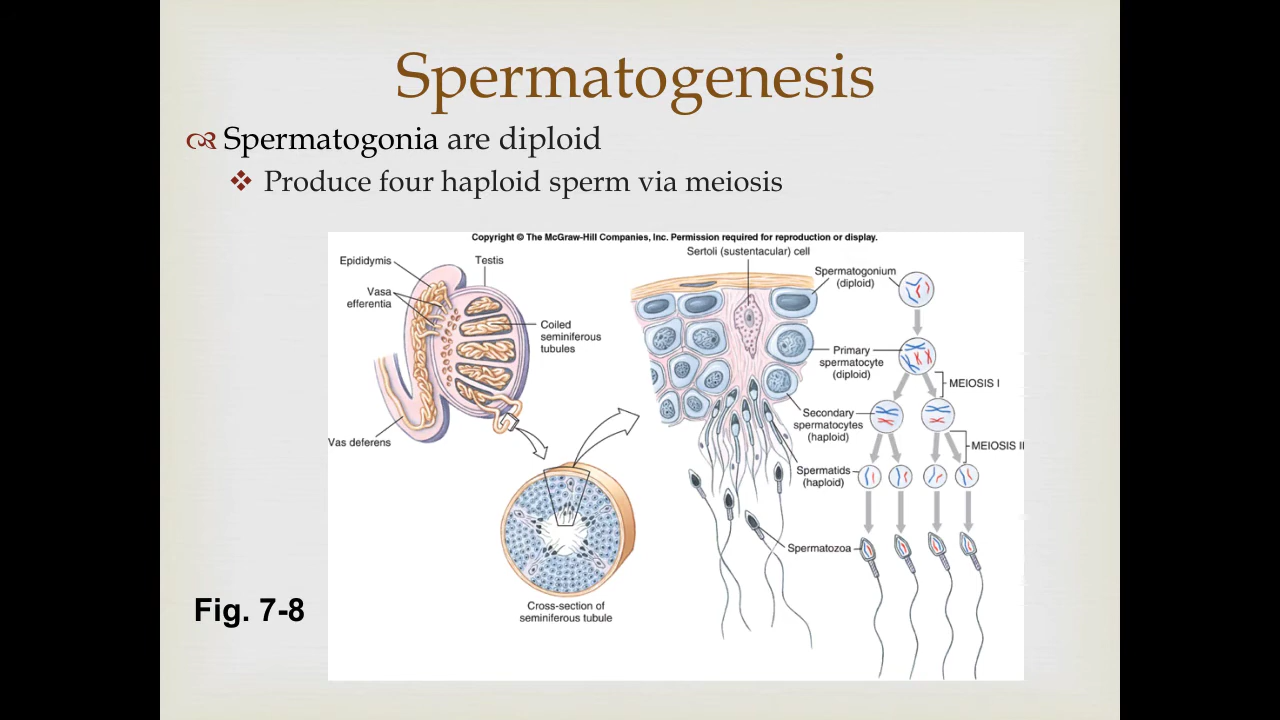 Spermatogenesis
Spermatogonia are diploid
Produce four haploid sperm via meiosis
Copyright © The McGraw-Hill Companies, Inc. Permission required for reproduction or display.
Epididymis
Testis
Vasa
efferentia
Coiled
seminiferous
tubules
Vas deferens
Cross-section of
seminiferous tubule
Sertoli (sustentacular) cell
Spermatogonium
(diploid)
Primary
spermatocyte
(diploid)
MEIOSIS I
Secondary
spermatocytes
(haploid)
MEIOSIS II
Spermatids
(haploid)
Spermatozoa
Fig. 7-8